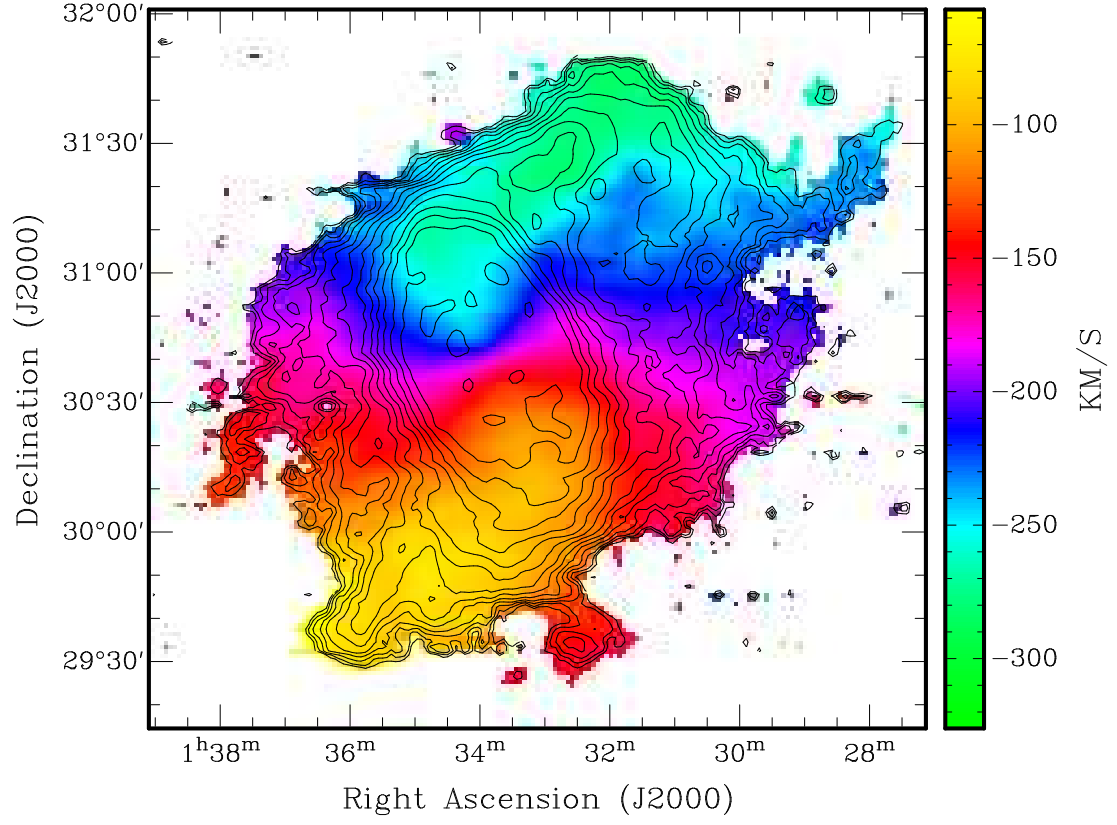 32°00′
31°30′
31°00′
30°30′
30°00′
29°30′
Declination (J2000)
1ʰ38ᵐ
36ᵐ
34ᵐ
32ᵐ
30ᵐ
28ᵐ
Right Ascension (J2000)
−100
−150
−200
−250
−300
KM/S